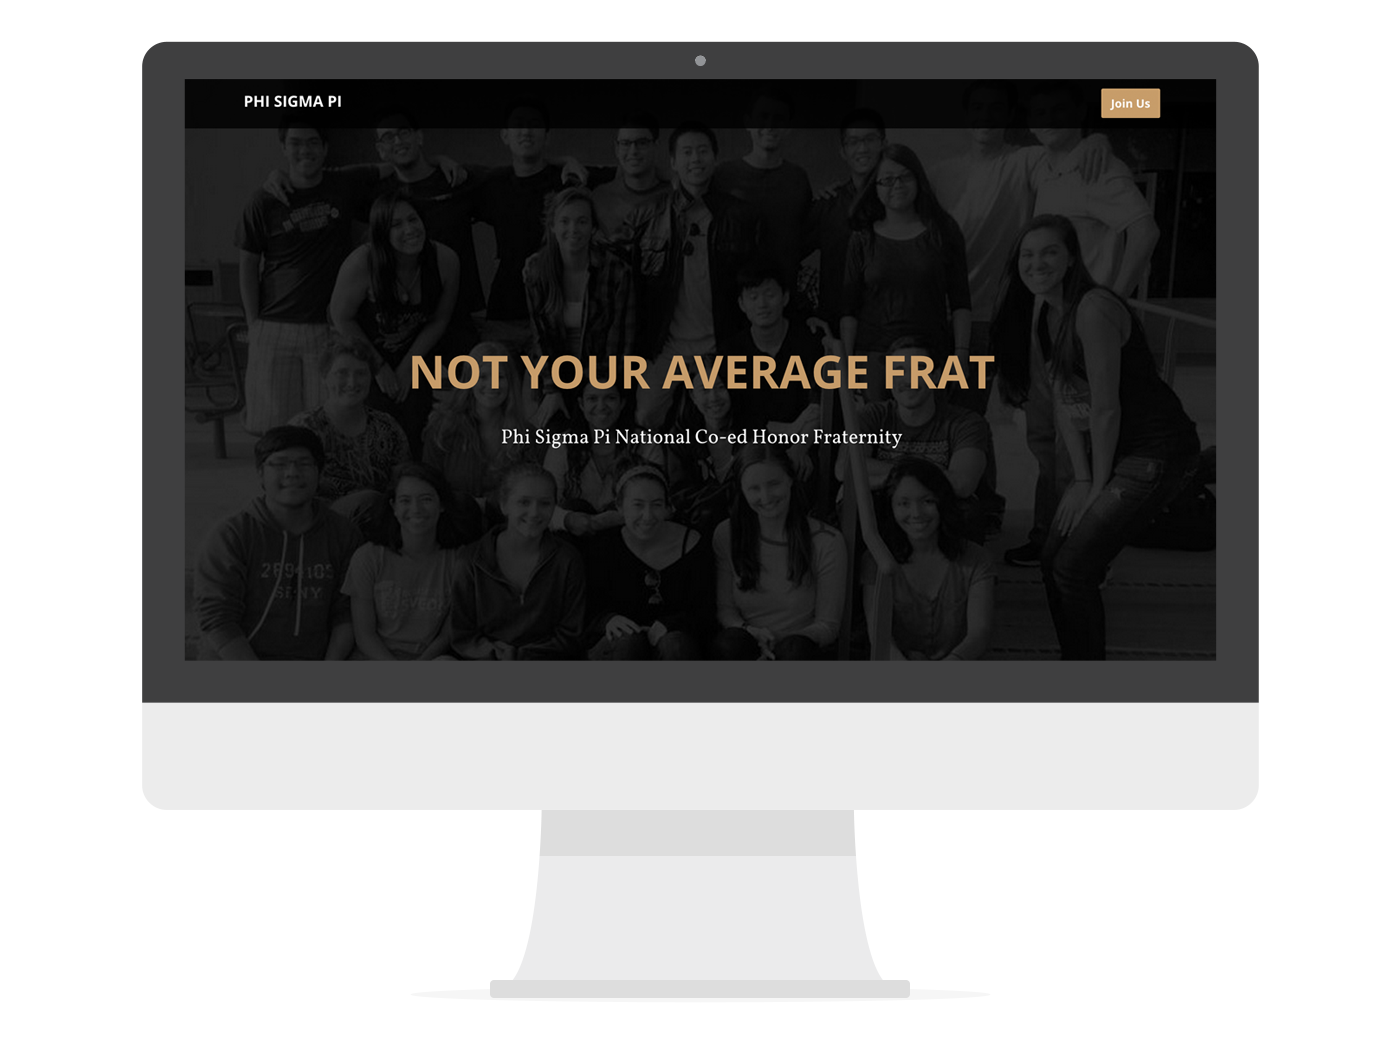 PHI SIGMA PI
Join Us
NOT YOUR AVERAGE FRAT
Phi Sigma Pi National Co-ed Honor Fraternity